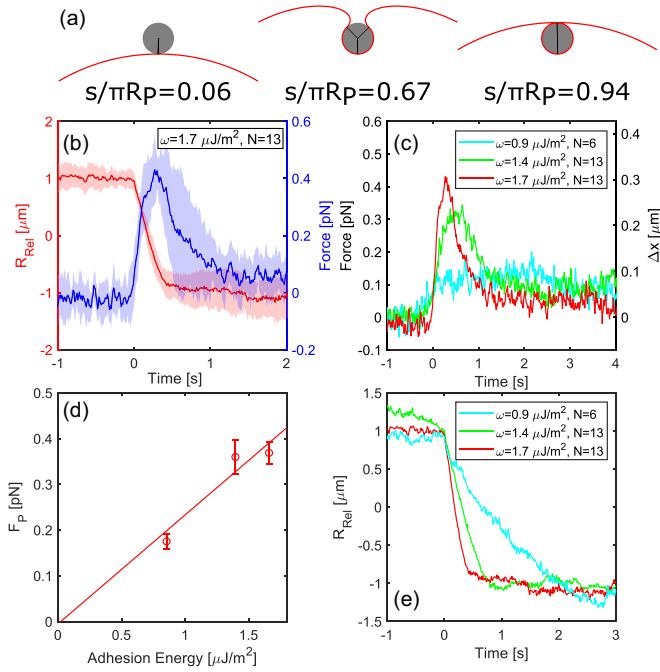 (a)
s/πRp=0.06
s/πRp=0.67
s/πRp=0.94
(b)
ω=1.7 μJ/m², N=13
R_Rel [μm]
2
1
0
-1
-2
Force [pN]
0.6
0.4
0.2
0
-0.2
-1
0
1
2
Time [s]
(c)
ω=0.9 μJ/m², N=6
ω=1.4 μJ/m², N=13
ω=1.7 μJ/m², N=13
Force [pN]
0.6
0.5
0.4
0.3
0.2
0.1
0
-0.1
Δx [μm]
0.4
0.3
0.2
0.1
0
-1
0
1
2
3
4
Time [s]
(d)
F_P [pN]
0.5
0.4
0.3
0.2
0.1
0
0
0.5
1
1.5
Adhesion Energy [μJ/m²]
ω=0.9 μJ/m², N=6
ω=1.4 μJ/m², N=13
ω=1.7 μJ/m², N=13
R_Rel [μm]
1.5
1
0.5
0
-0.5
-1
-1.5
(e)
-1
0
1
2
3
Time [s]